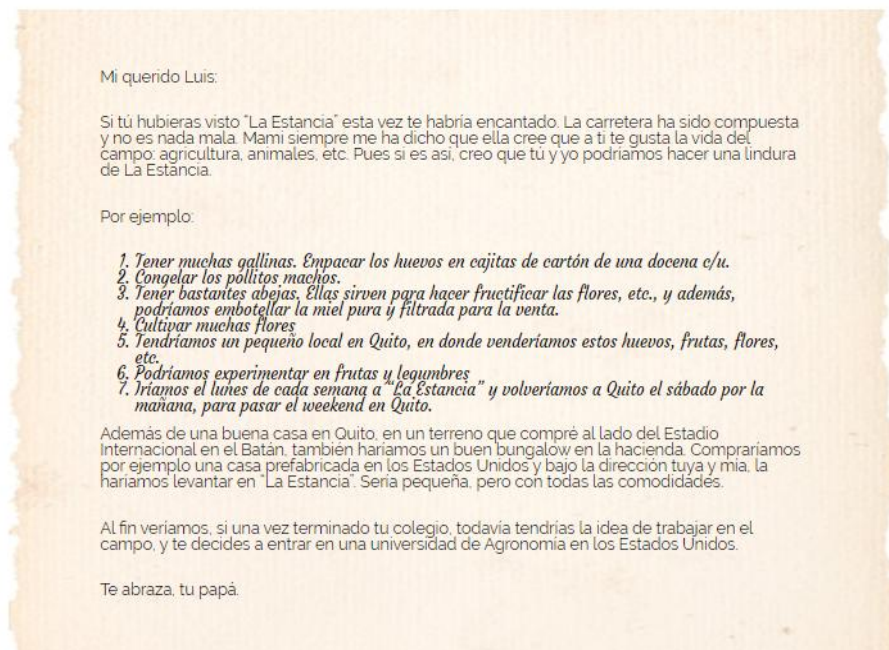 Mi querido Luis:
Si tú hubieras visto "La Estancia" esta vez te habría encantado. La carretera ha sido compuesta
y no es nada mala. Mami siempre me ha dicho que ella cree que a ti te gusta la vida del
campo: agricultura, animales, etc. Pues si es así, creo que tú y yo podríamos hacer una lindura
de La Estancia.
Por ejemplo:
1. Tener muchas gallinas. Empacar los huevos en cajitas de cartón de una docena c/u.
2. Congelar los pollitos machos.
3. Tener bastantes abejas. Ellas sirven para hacer fructificar las flores, etc., y además,
podríamos embotellar la miel pura y filtrada para la venta.
4. Cultivar muchas flores
5. Tendríamos un pequeño local en Quito, en donde venderíamos estos huevos, frutas, flores,
etc.
6. Podríamos experimentar en frutas y legumbres
7. Iríamos el lunes de cada semana a "La Estancia" y volveríamos a Quito el sábado por la
mañana, para pasar el weekend en Quito.
Además de una buena casa en Quito, en un terreno que compré al lado del Estadio
Internacional en el Batán, también haríamos un buen bungalow en la hacienda. Compraríamos
por ejemplo una casa prefabricada en los Estados Unidos y bajo la dirección tuya y mía, la
haríamos levantar en "La Estancia". Sería pequeña, pero con todas las comodidades.
Al fin veríamos, si una vez terminado tu colegio, todavía tendrías la idea de trabajar en el
campo, y te decides a entrar en una universidad de Agronomía en los Estados Unidos.
Te abraza, tu papá.